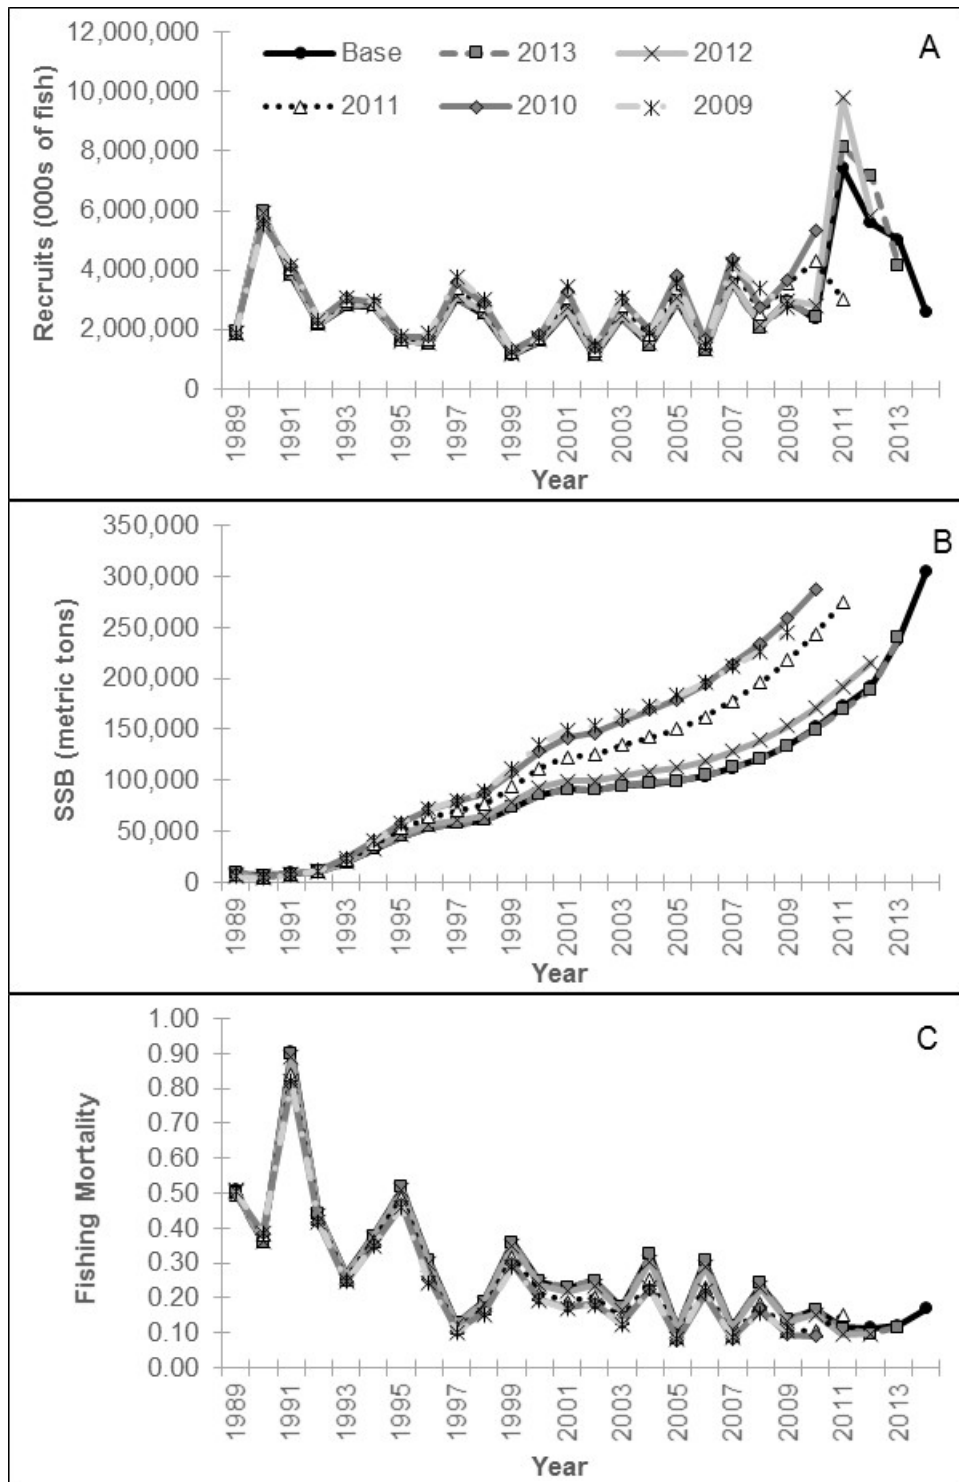 A
12,000,000
10,000,000
8,000,000
6,000,000
4,000,000
2,000,000
0
Recruits (000s of fish)
Base 2013 2012
2011 2010 2009
1989 1991 1993 1995 1997 1999 2001 2003 2005 2007 2009 2011 2013
Year
B
350,000
300,000
250,000
200,000
150,000
100,000
50,000
0
SSB (metric tons)
1989 1991 1993 1995 1997 1999 2001 2003 2005 2007 2009 2011 2013
Year
C
1.00
0.90
0.80
0.70
0.60
0.50
0.40
0.30
0.20
0.10
0.00
Fishing Mortality
1989 1991 1993 1995 1997 1999 2001 2003 2005 2007 2009 2011 2013
Year